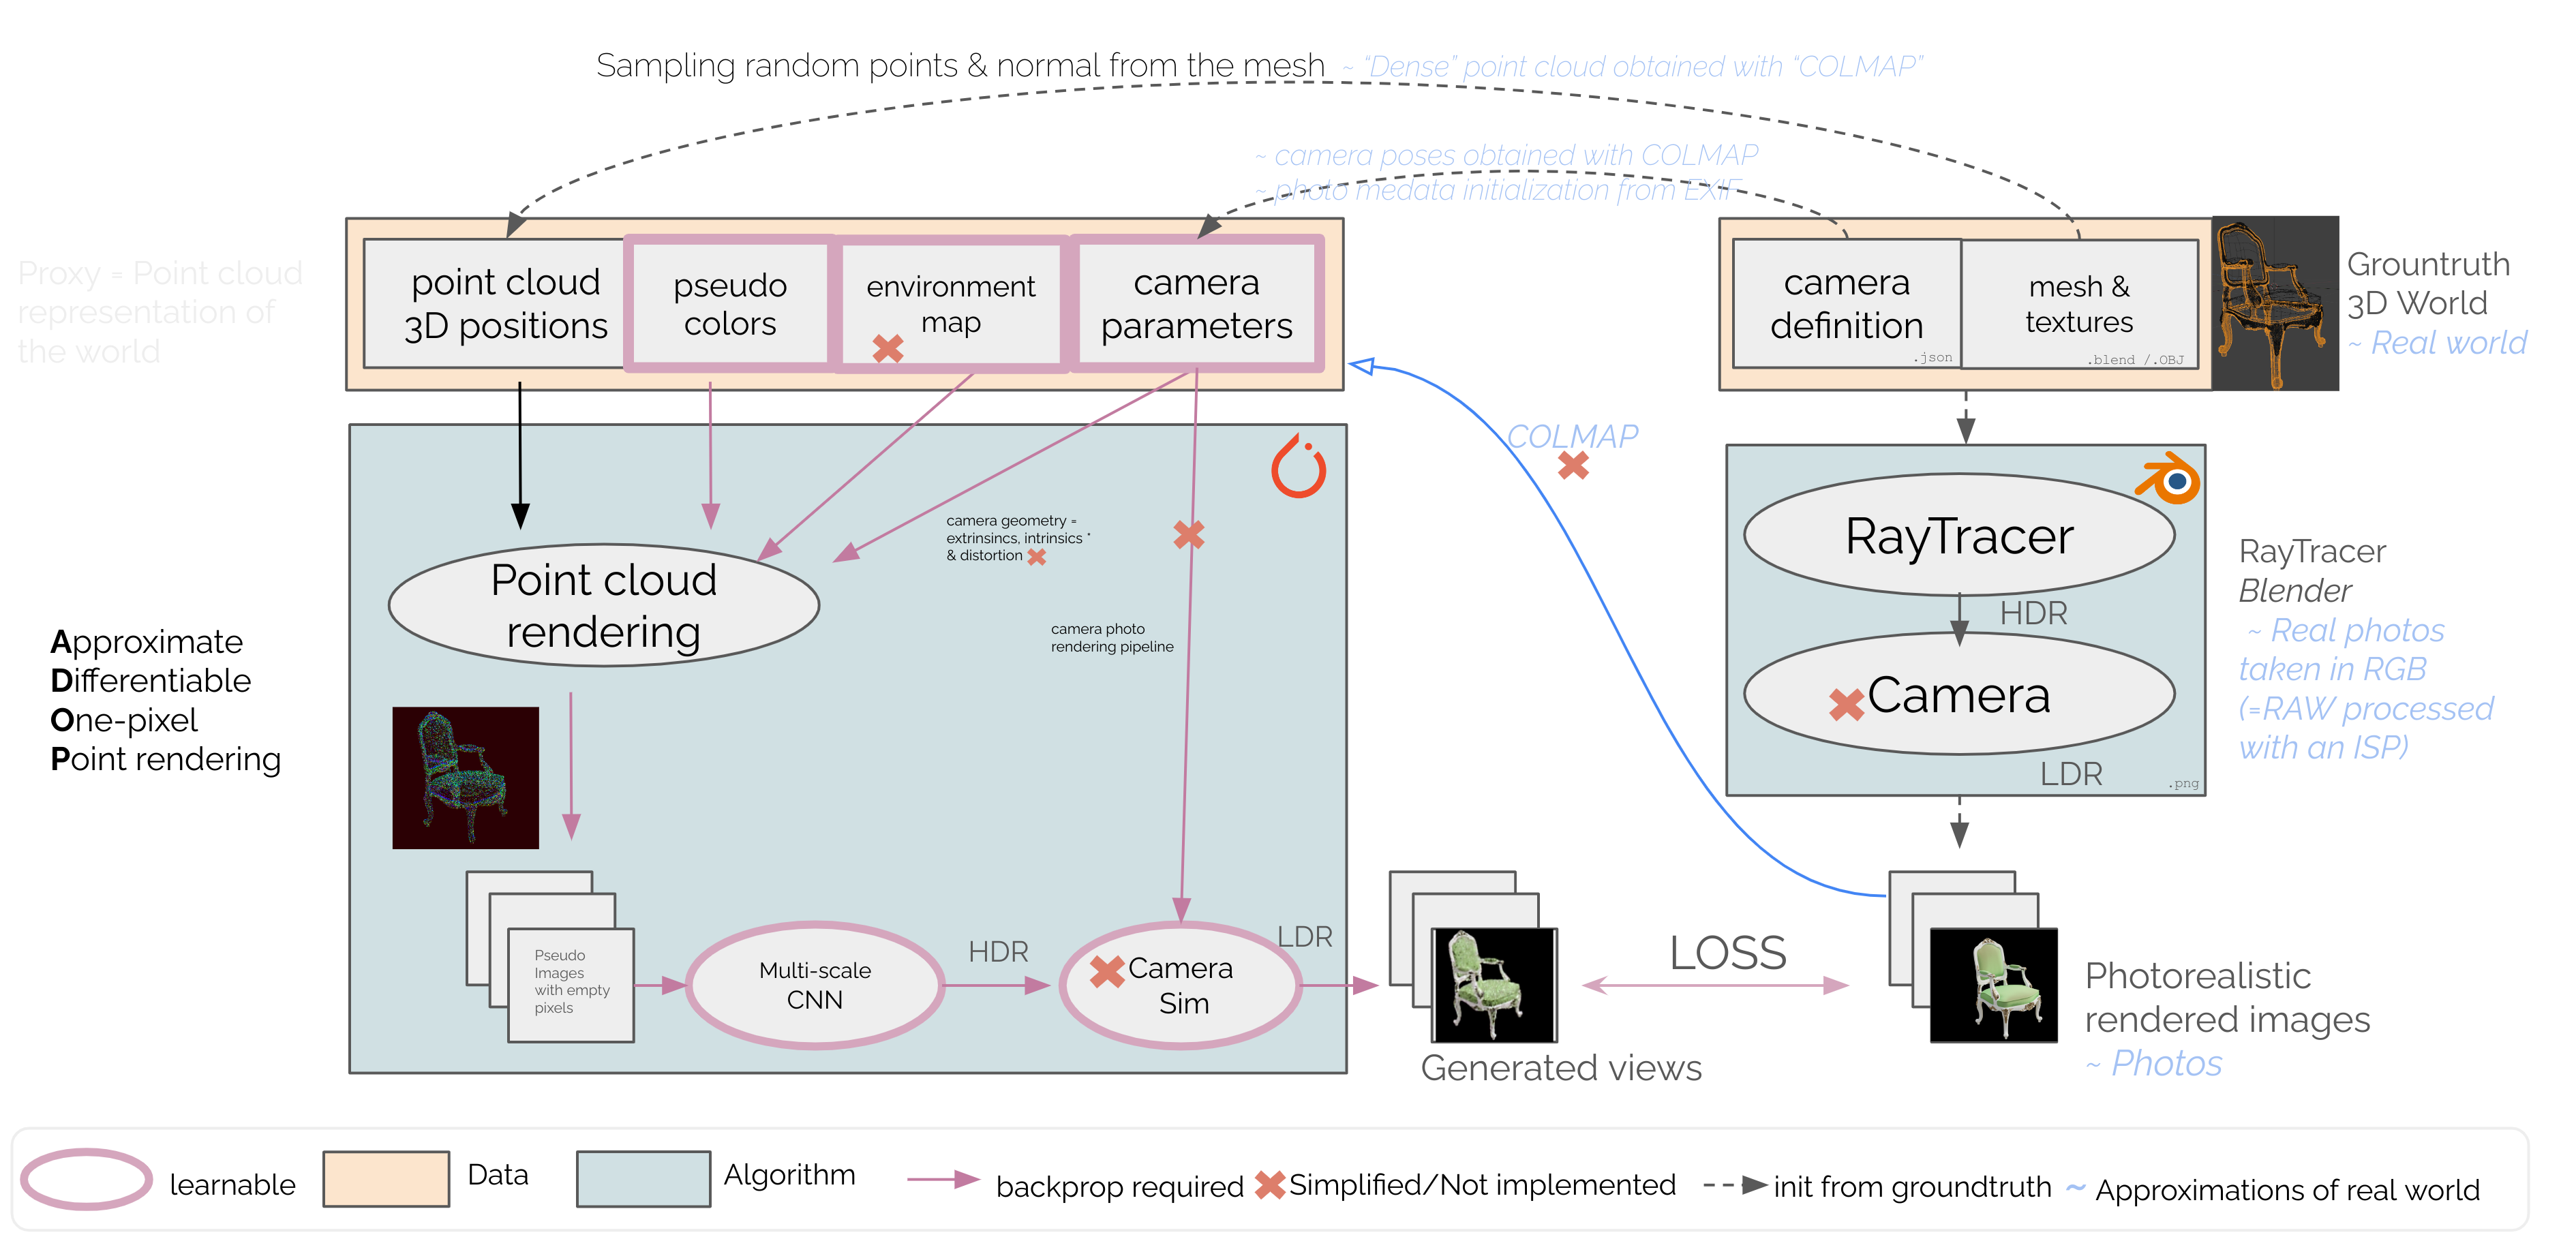 Sampling random points & normal from the mesh ~ “Dense” point cloud obtained with “COLMAP”
~ camera poses obtained with COLMAP
~ photo medata initialization from EXIF
Proxy = Point cloud
representation of
the world
point cloud
3D positions
pseudo
colors
environment
map
camera
parameters
camera
definition
.json
mesh &
textures
.blend /.OBJ
Grountruth
3D World
~ Real world
COLMAP
camera geometry =
extrinsincs, intrinsics *
& distortion
Point cloud
rendering
camera photo
rendering pipeline
Approximate
Differentiable
One-pixel
Point rendering
RayTracer
HDR
Camera
LDR
.png
RayTracer
Blender
~ Real photos
taken in RGB
(=RAW processed
with an ISP)
Pseudo
Images
with empty
pixels
Multi-scale
CNN
HDR
Camera
Sim
LDR
Generated views
LOSS
Photorealistic
rendered images
~ Photos
learnable
Data
Algorithm
backprop required
Simplified/Not implemented
init from groundtruth
~ Approximations of real world